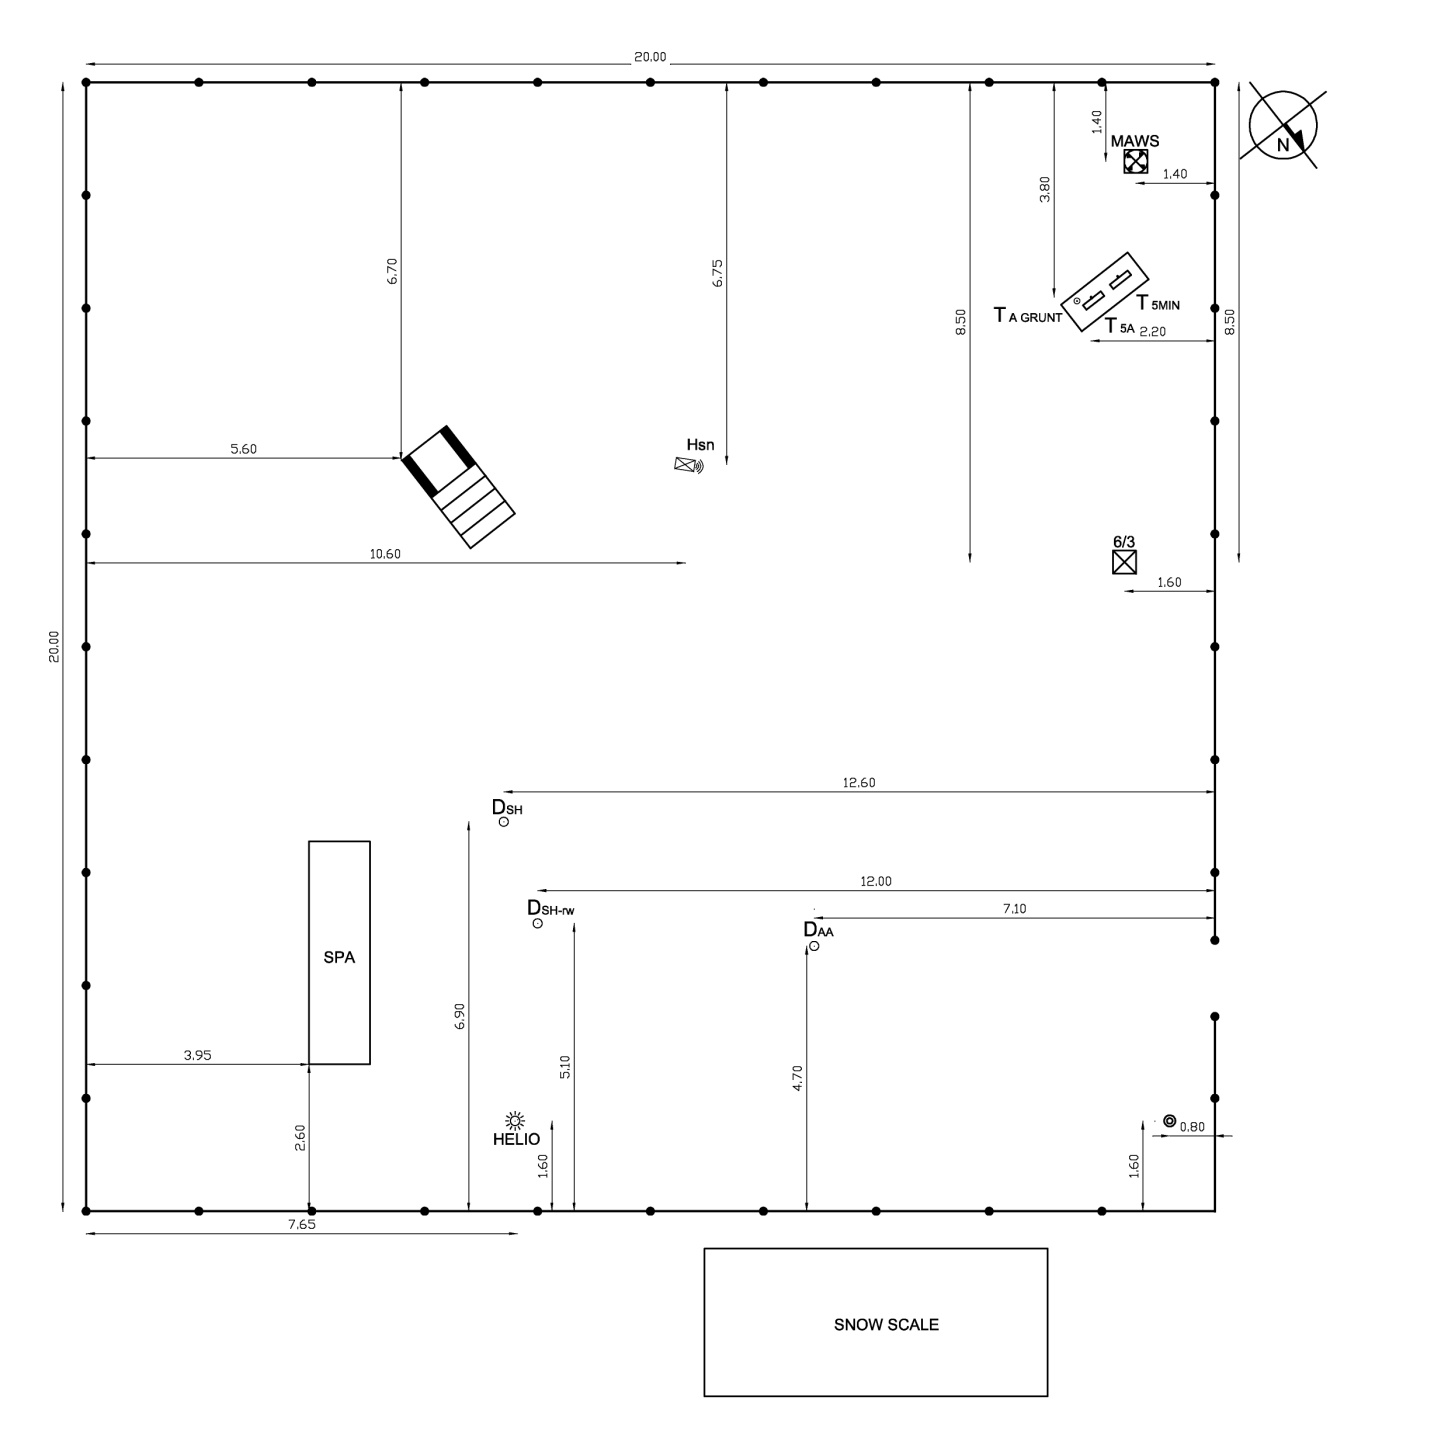 20.00
1.40
MAWS
N
1.40
3.80
6.70
6.75
8.50
8.50
T A GRUNT
T 5MIN
T 5A
2.20
5.60
Hsn
6/3
10.60
1.60
20.00
12.60
DSH
12.00
DSH-rw
7.10
DAA
SPA
6.90
3.95
5.10
4.70
2.60
HELIO
1.60
0.80
1.60
7.65
SNOW SCALE